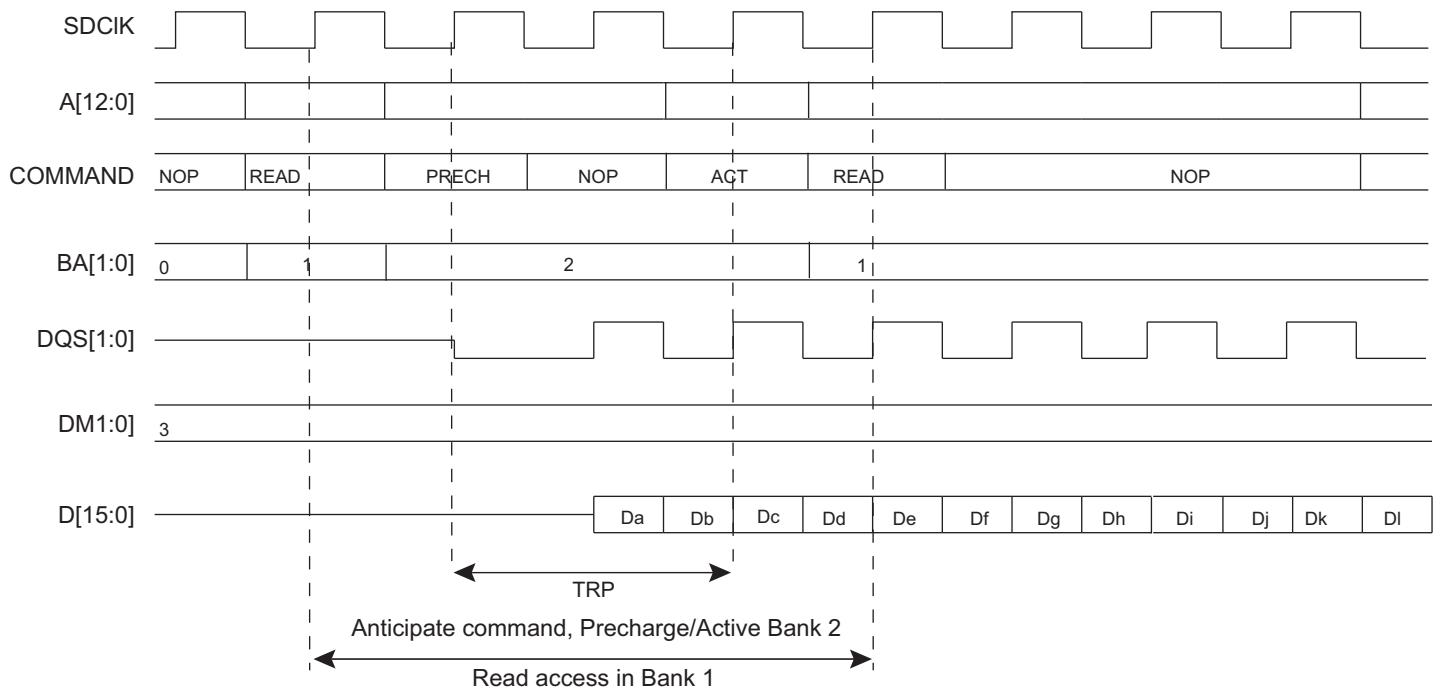 SDClK
A[12:0]
COMMAND NOP READ PRECH NOP ACT READ NOP
BA[1:0] 0 1 2 1
DQS[1:0]
DM1:0] 3
D[15:0] Da Db Dc Dd De Df Dg Dh Di Dj Dk Dl
TRP
Anticipate command, Precharge/Active Bank 2
Read access in Bank 1